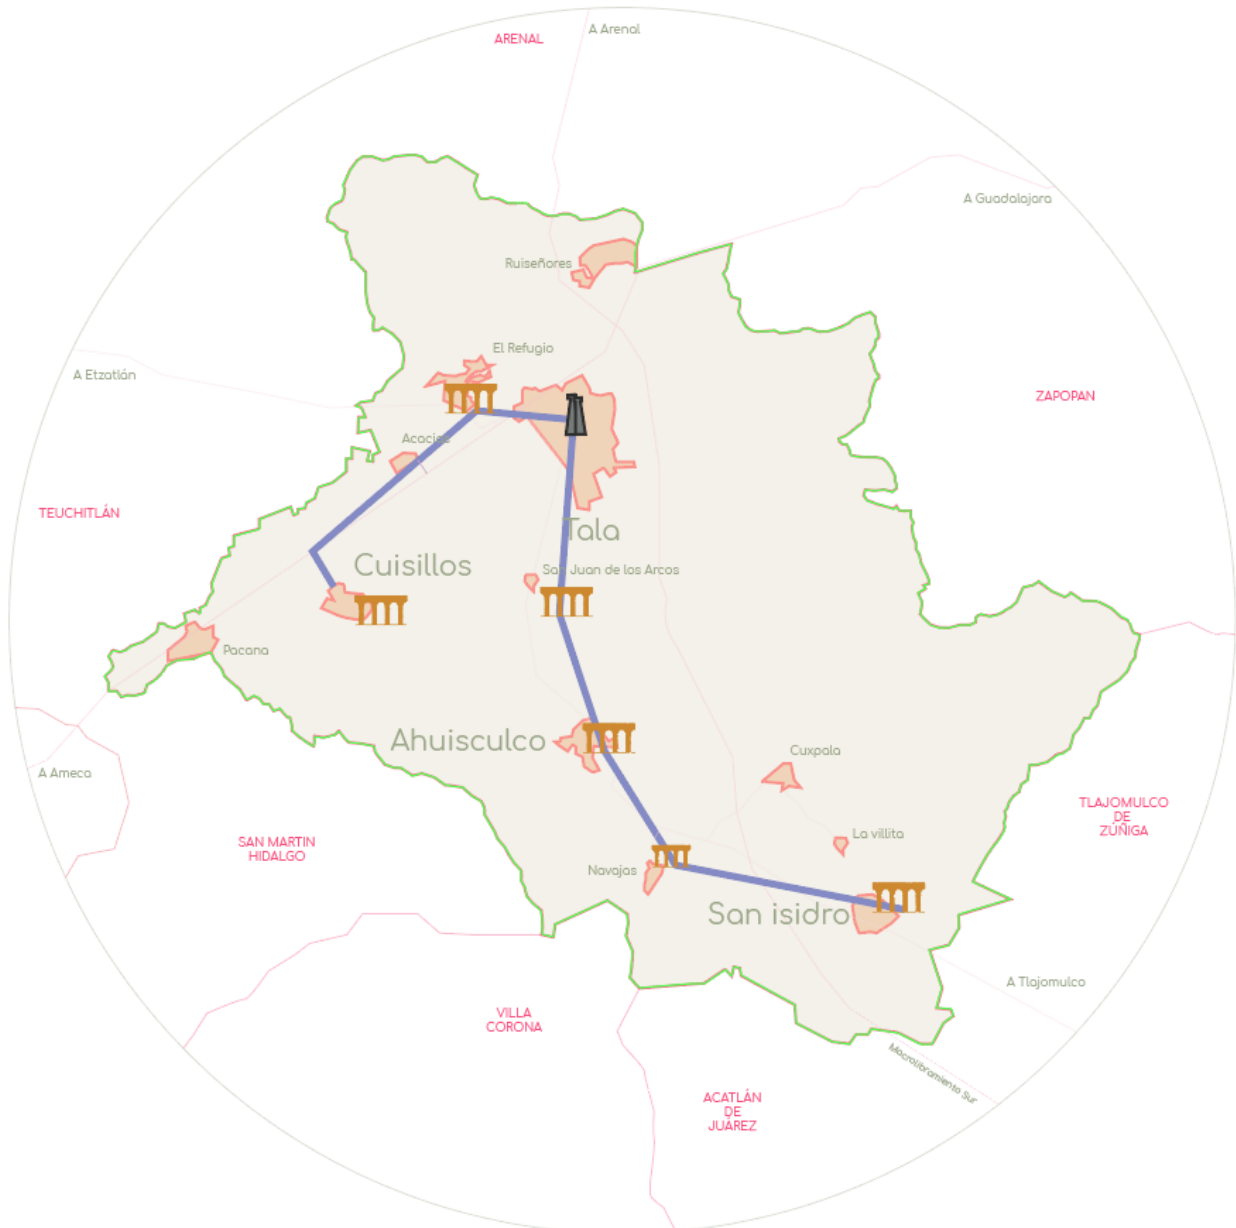 A Arenal
ARENAL
A Guadalajara
Ruiseñores
El Refugio
A Etzatlán
ZAPOPAN
Acacias
TEUCHITLÁN
Tala
Cuisillos
San Juan de los Arcos
Pacana
Ahuisculco
Cuxpala
A Ameca
TLAJOMULCO
DE
ZÚÑIGA
La villita
SAN MARTIN
HIDALGO
Navajas
San isidro
A Tlajomulco
VILLA
CORONA
Macrolibramiento Sur
ACATLÁN
DE
JUÁREZ